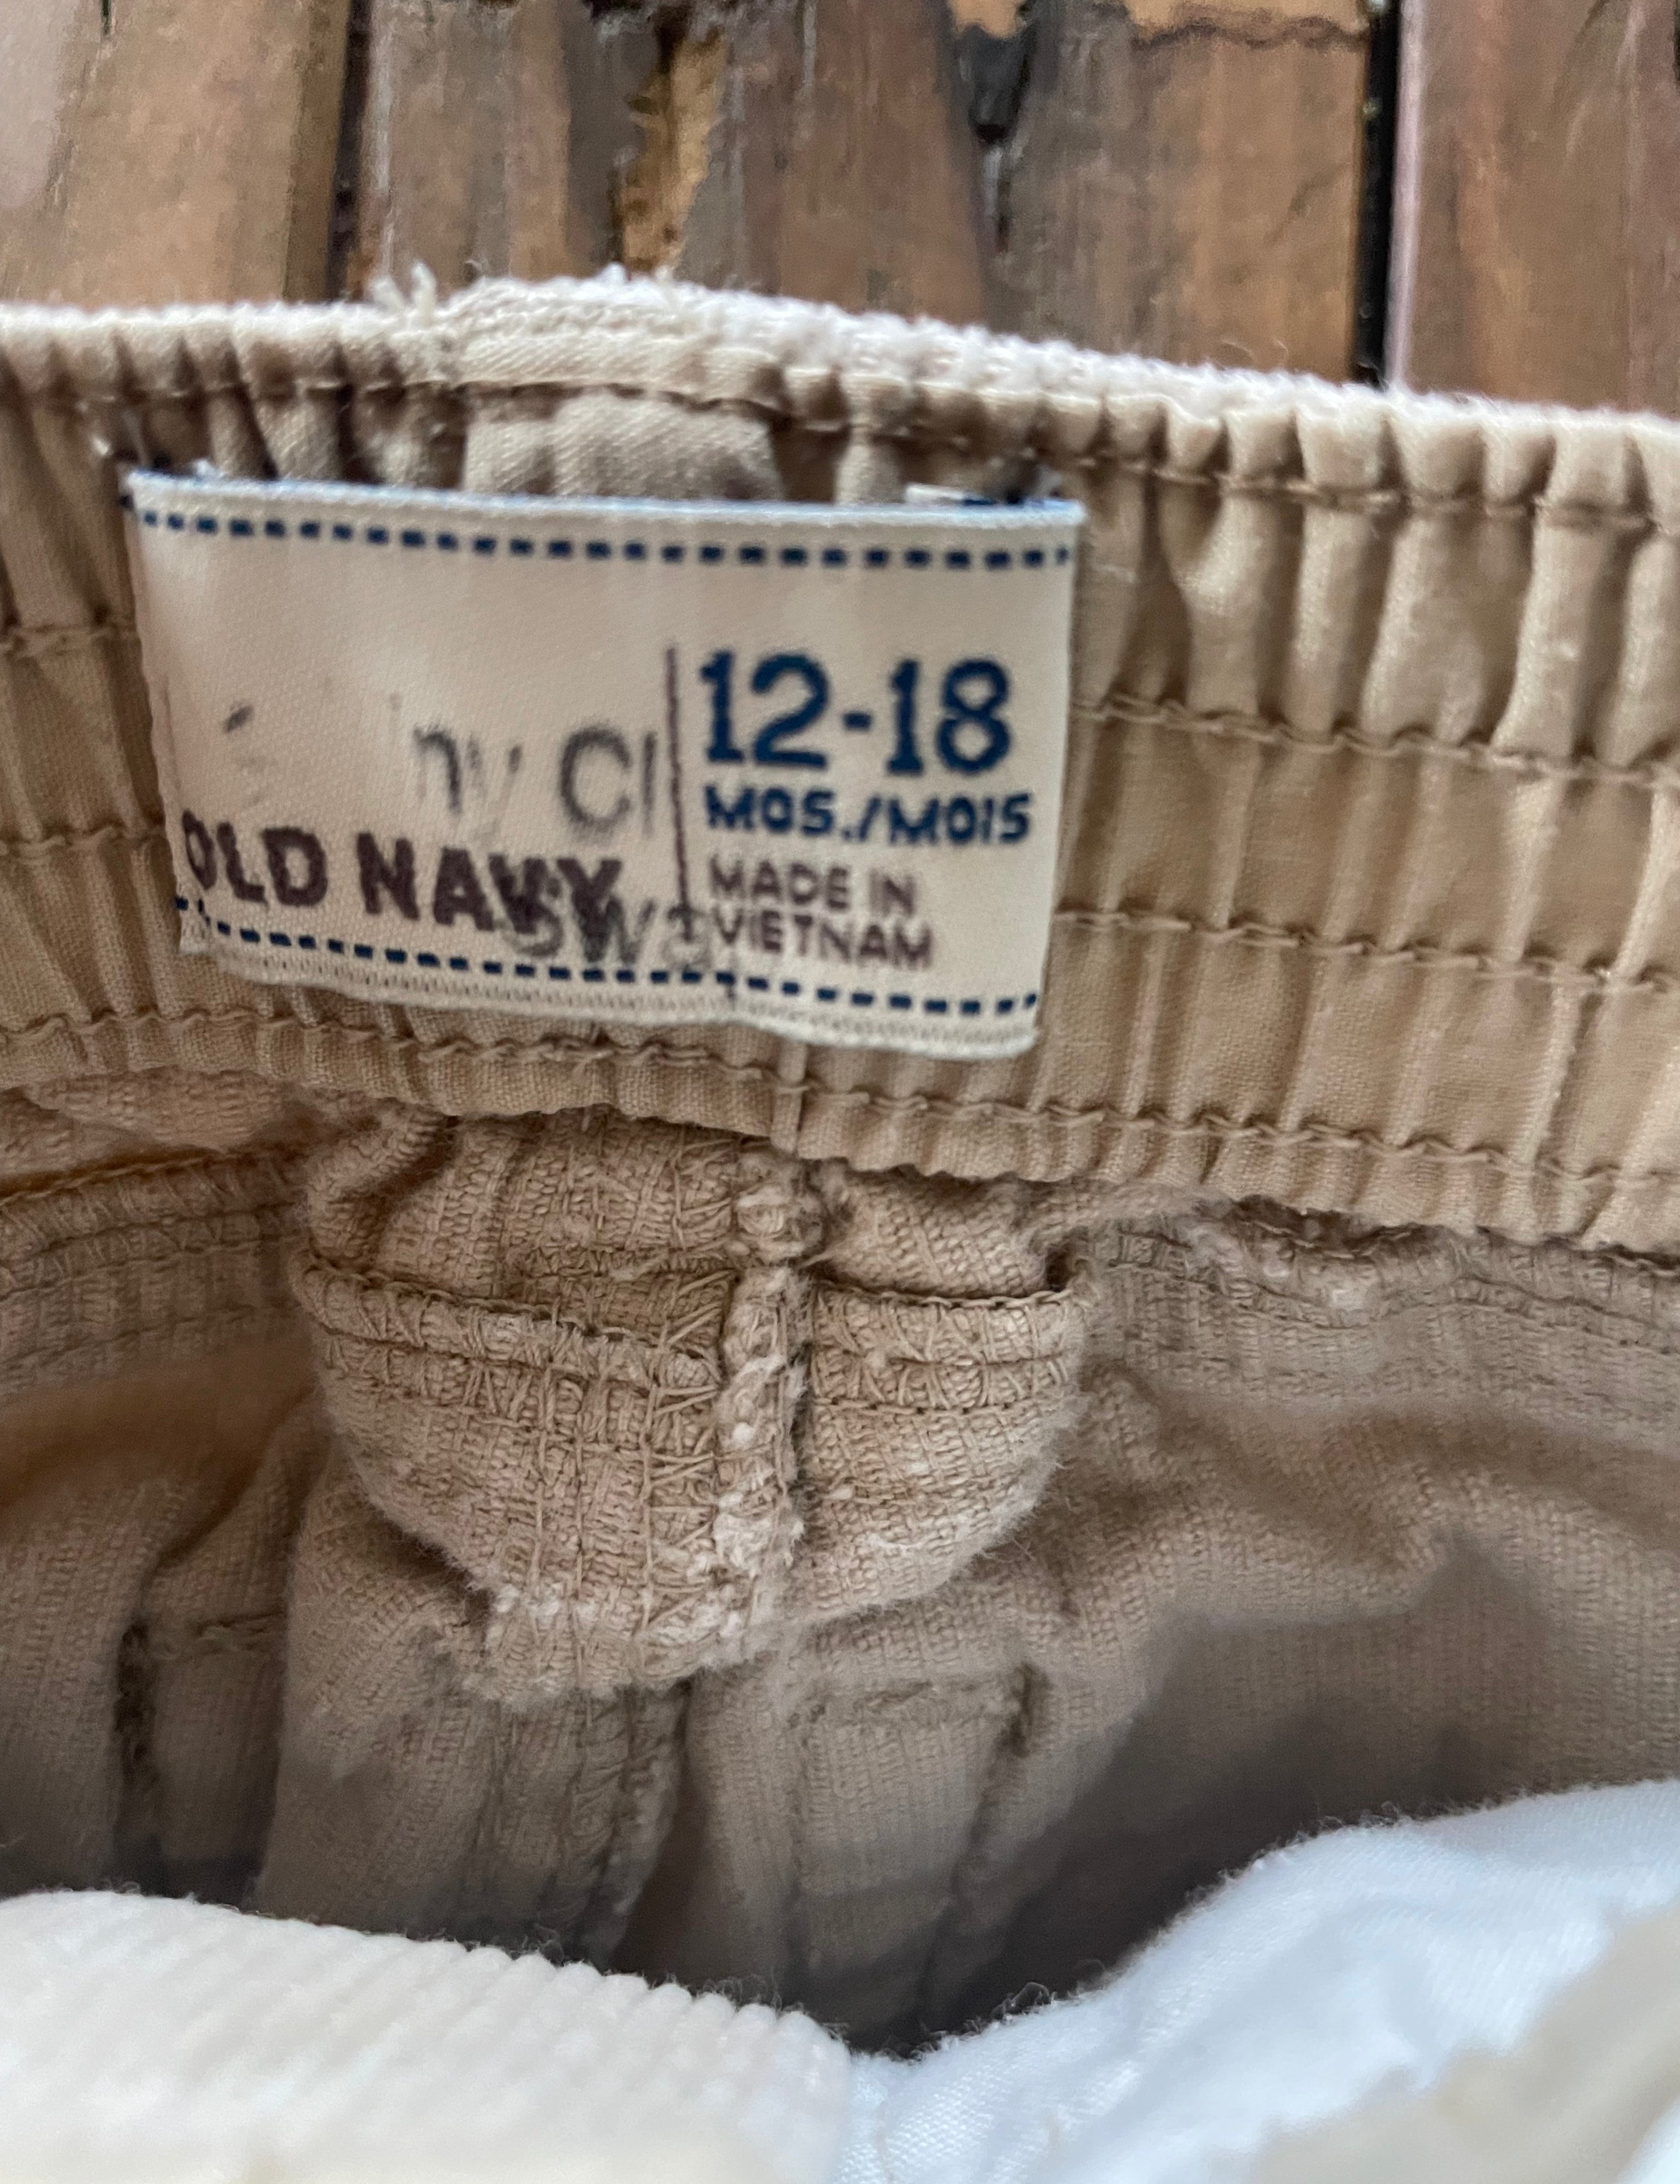 12-18
MOS./MOIS
OLD NAVY
MADE IN
VIETNAM